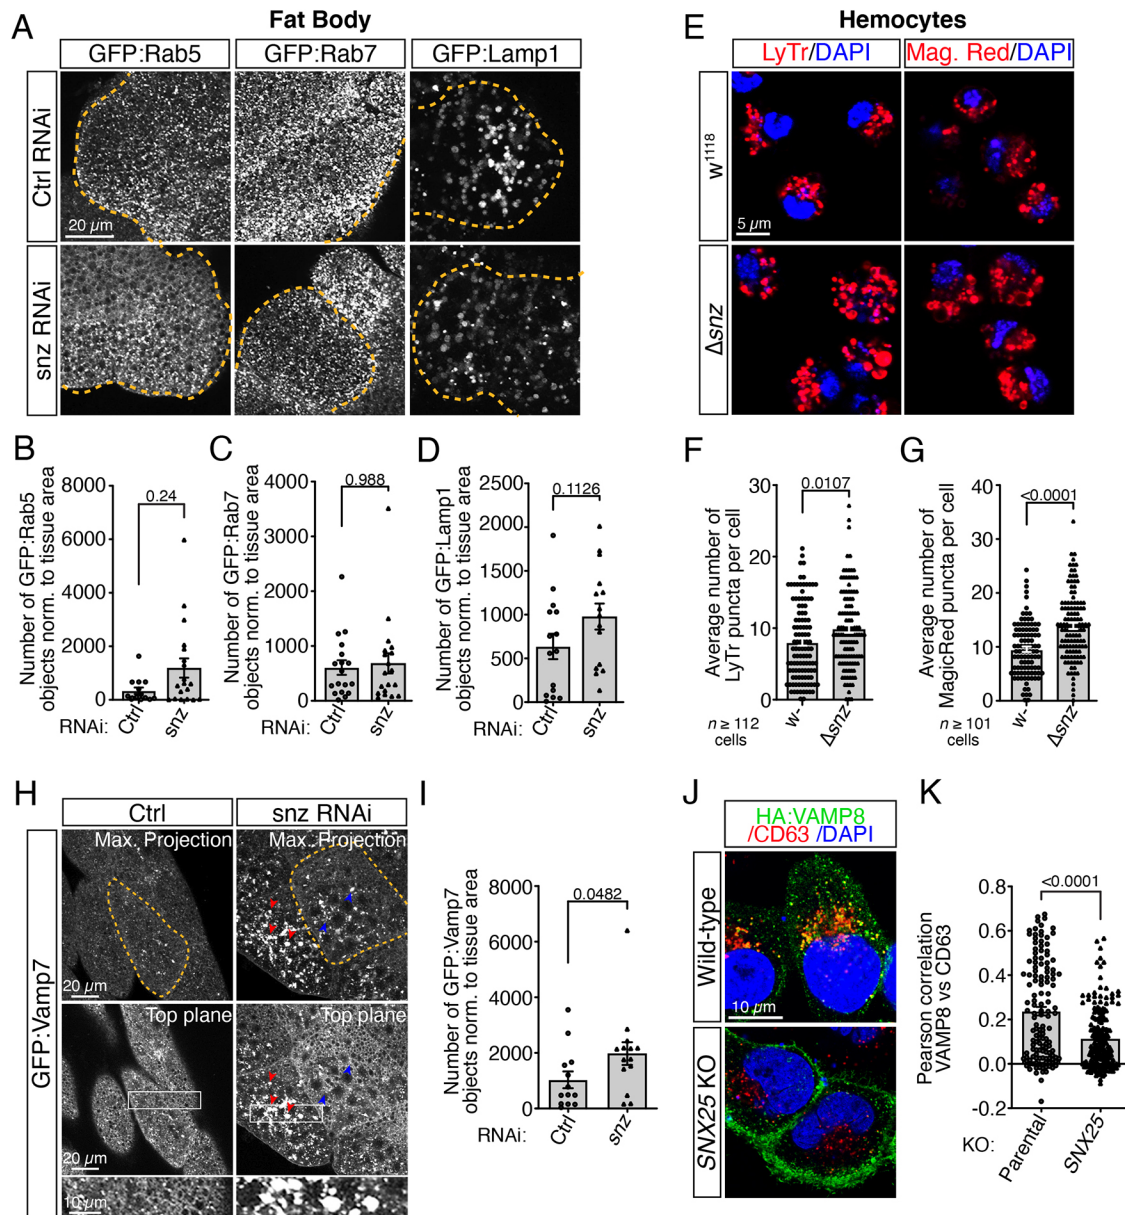 A
Fat Body
GFP:Rab5
GFP:Rab7
GFP:Lamp1
Ctrl RNAi
20 µm
snz RNAi
E
Hemocytes
LyTr/DAPI
Mag. Red/DAPI
w1118
5 µm
Δsnz
B
Number of GFP:Rab5
objects norm. to tissue area
8000
6000
4000
2000
0
0.24
RNAi:
Ctrl
snz
C
Number of GFP:Rab7
objects norm. to tissue area
4000
3000
2000
1000
0
0.988
Ctrl
snz
D
Number of GFP:Lamp1
objects norm. to tissue area
2500
2000
1500
1000
500
0
0.1126
RNAi:
Ctrl
snz
F
Average number of
LyTr puncta per cell
30
20
10
0
0.0107
n ≥ 112
cells
w-
Δsnz
G
Average number of
MagicRed puncta per cell
40
30
20
10
0
<0.0001
n ≥ 101
cells
w-
Δsnz
H
Ctrl
snz RNAi
GFP:Vamp7
Max. Projection
Max. Projection
20 µm
Top plane
Top plane
20 µm
10 µm
I
Number of GFP:Vamp7
objects norm. to tissue area
8000
6000
4000
2000
0
0.0482
RNAi:
Ctrl
snz
J
HA:VAMP8
/CD63 /DAPI
Wild-type
10 µm
SNX25 KO
K
Pearson correlation
VAMP8 vs CD63
0.8
0.6
0.4
0.2
0.0
-0.2
<0.0001
KO:
Parental
SNX25